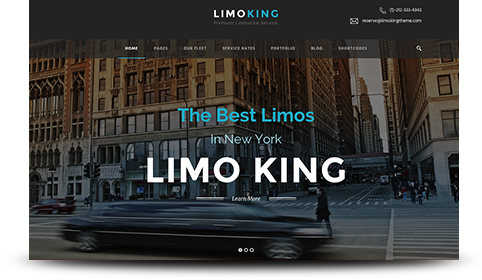 LIMOKING
Premium Limousine Service
(1)-212-333-4343
reserve@limokingtheme.com
HOME PAGES OUR FLEET SERVICE RATES PORTFOLIO BLOG SHORTCODES
The Best Limos
In New York
LIMO KING
Learn More